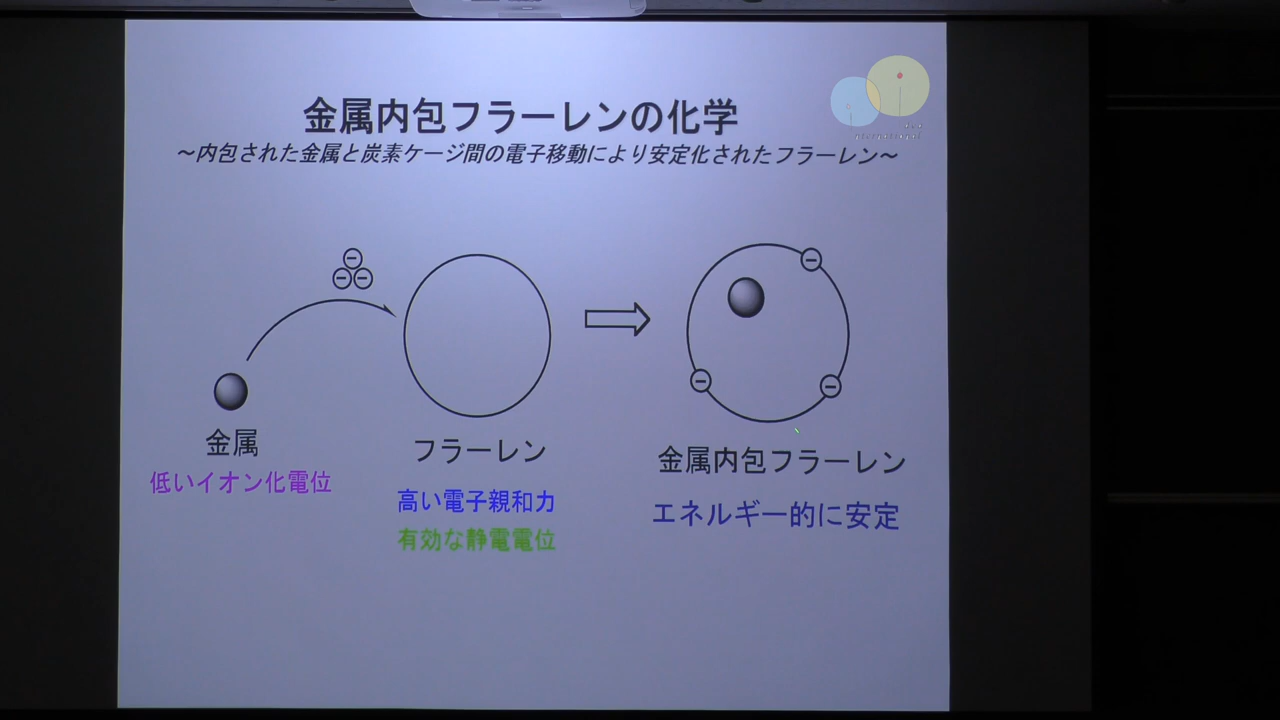 金属内包フラーレンの化学
～内包された金属と炭素ケージ間の電子移動により安定化されたフラーレン～
金属
低いイオン化電位
フラーレン
高い電子親和力
有効な静電電位
金属内包フラーレン
エネルギー的に安定